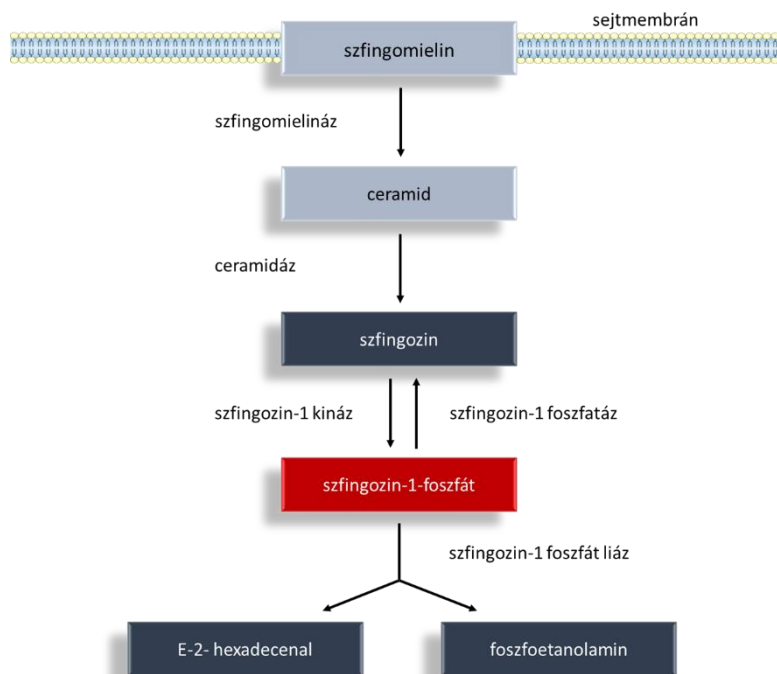 sejtmembrán
szfingomielin
szfingomielináz
ceramid
ceramidáz
szfingozin
szfingozin-1 kináz
szfingozin-1 foszfatáz
szfingozin-1-foszfát
szfingozin-1 foszfát liáz
E-2- hexadecenal
foszfoetanolamin